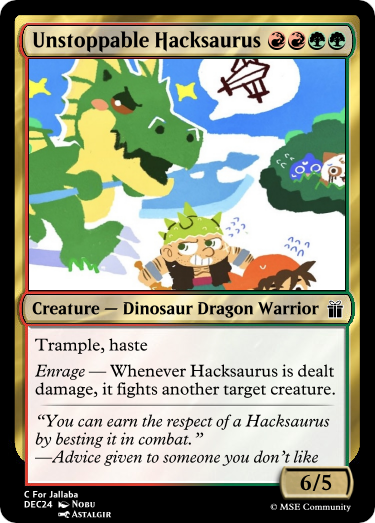 Unstoppable Hacksaurus
Creature — Dinosaur Dragon Warrior
Trample, haste
Enrage — Whenever Hacksaurus is dealt
damage, it fights another target creature.
“You can earn the respect of a Hacksaurus
by besting it in combat.”
—Advice given to someone you don’t like
6/5
C For Jallaba
DEC24 Nobu
Astalgir
© MSE Community